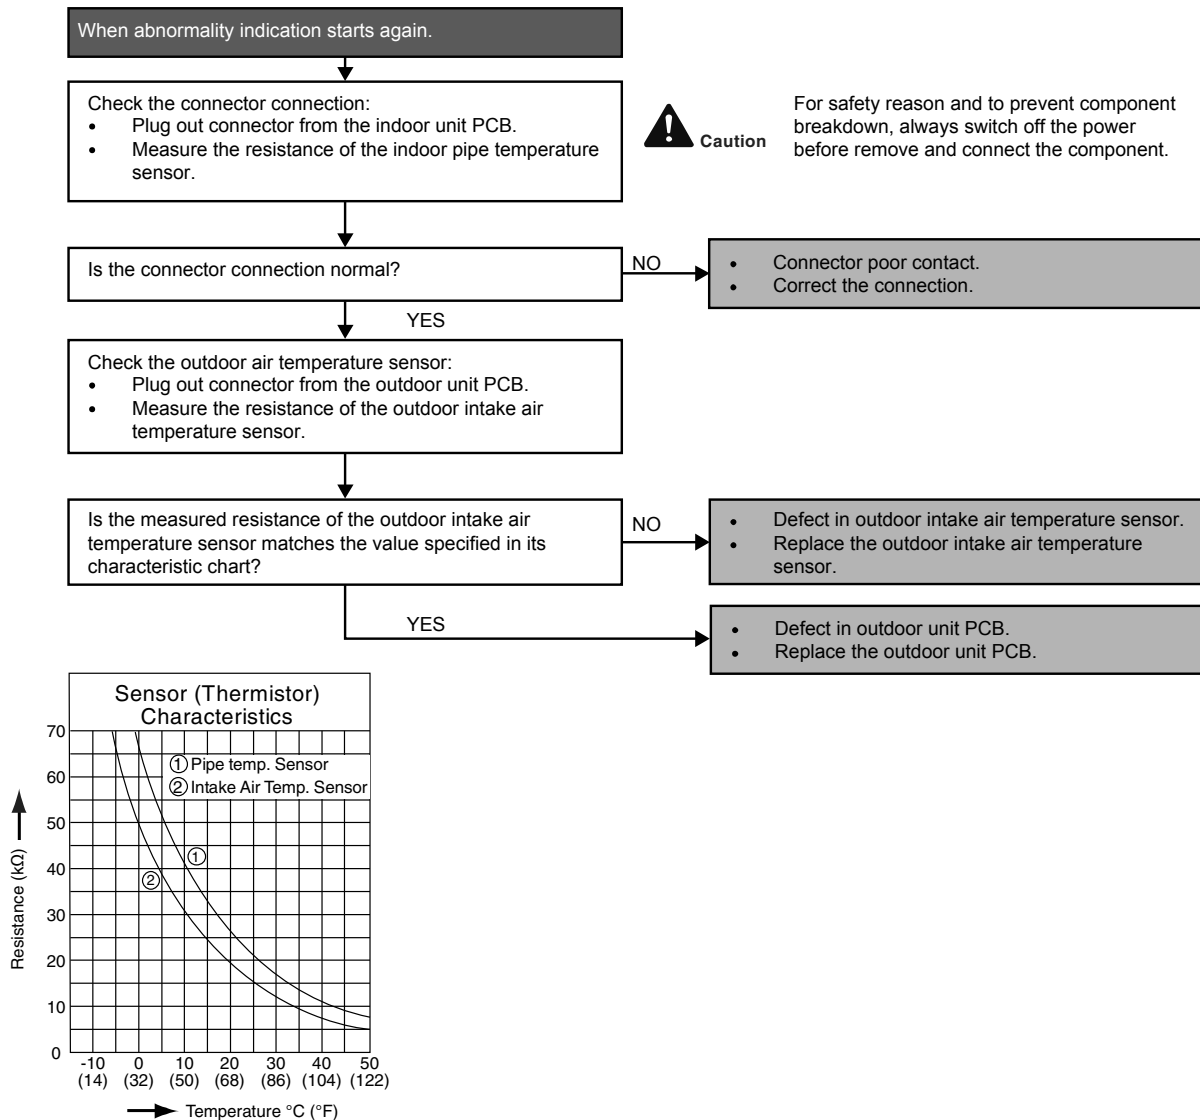 When abnormality indication starts again.
Check the connector connection:
• Plug out connector from the indoor unit PCB.
• Measure the resistance of the indoor pipe temperature
sensor.
Caution
For safety reason and to prevent component
breakdown, always switch off the power
before remove and connect the component.
Is the connector connection normal?
NO
• Connector poor contact.
• Correct the connection.
YES
Check the outdoor air temperature sensor:
• Plug out connector from the outdoor unit PCB.
• Measure the resistance of the outdoor intake air
temperature sensor.
Is the measured resistance of the outdoor intake air
temperature sensor matches the value specified in its
characteristic chart?
NO
• Defect in outdoor intake air temperature sensor.
• Replace the outdoor intake air temperature
sensor.
YES
• Defect in outdoor unit PCB.
• Replace the outdoor unit PCB.
Sensor (Thermistor)
Characteristics
① Pipe temp. Sensor
② Intake Air Temp. Sensor
70
60
50
40
30
20
10
0
Resistance (kΩ)
①
②
-10 0 10 20 30 40 50
(14) (32) (50) (68) (86) (104) (122)
Temperature °C (°F)